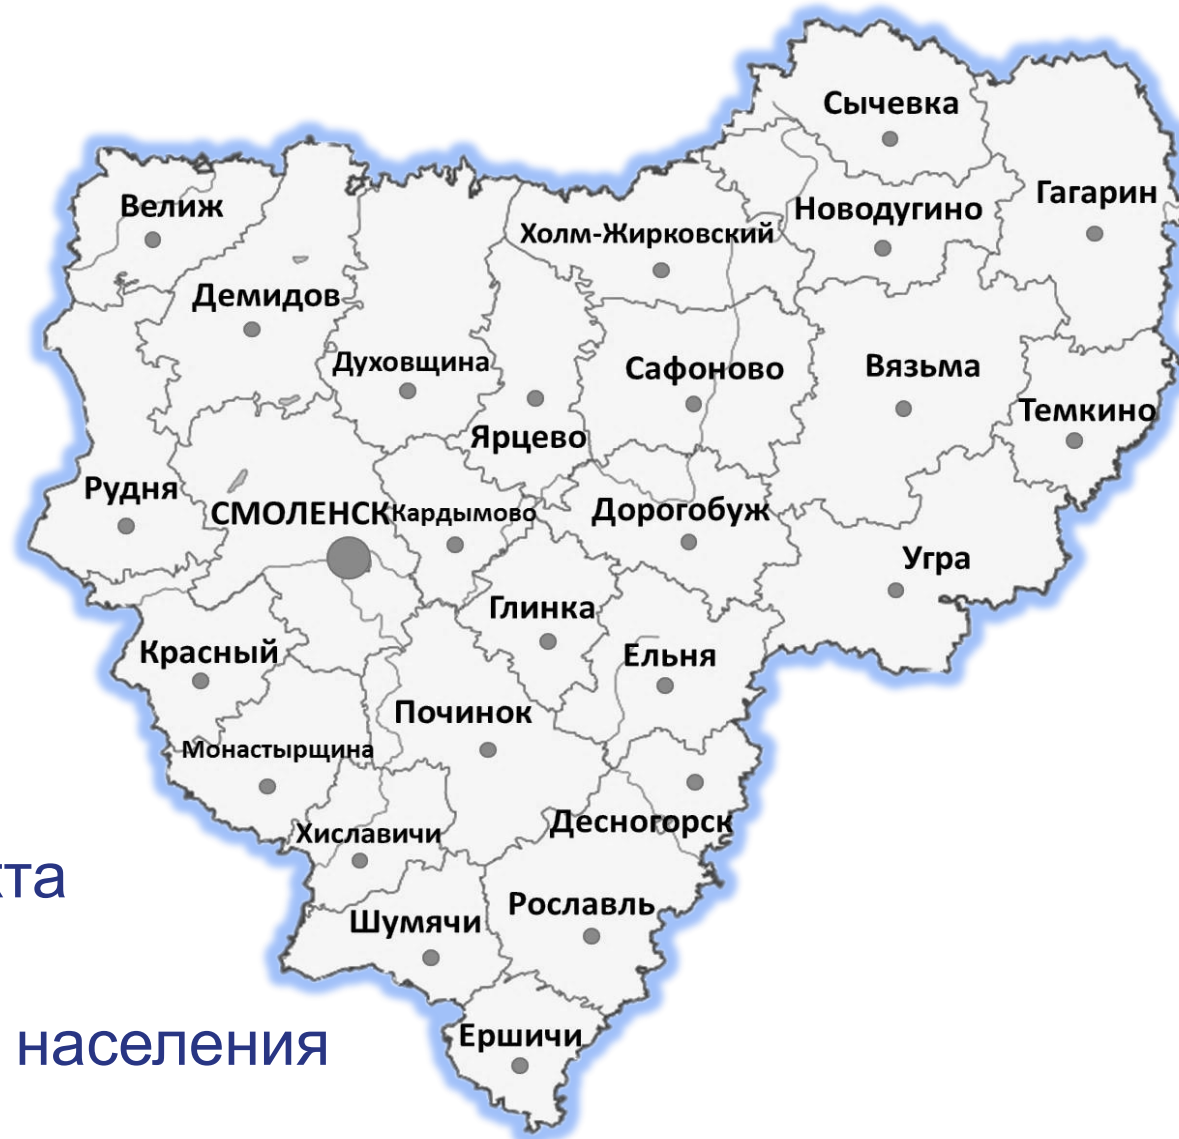 Сычевка
Гагарин
Велиж
Новодугино
Холм-Жирковский
Демидов
Духовщина
Сафоново
Вязьма
Темкино
Ярцево
Рудня
СМОЛЕНСК
Кардымово
Дорогобуж
Угра
Глинка
Красный
Ельня
Починок
Монастырщина
Десногорск
Хиславичи
кта
Рославль
Шумячи
Ершичи
населения